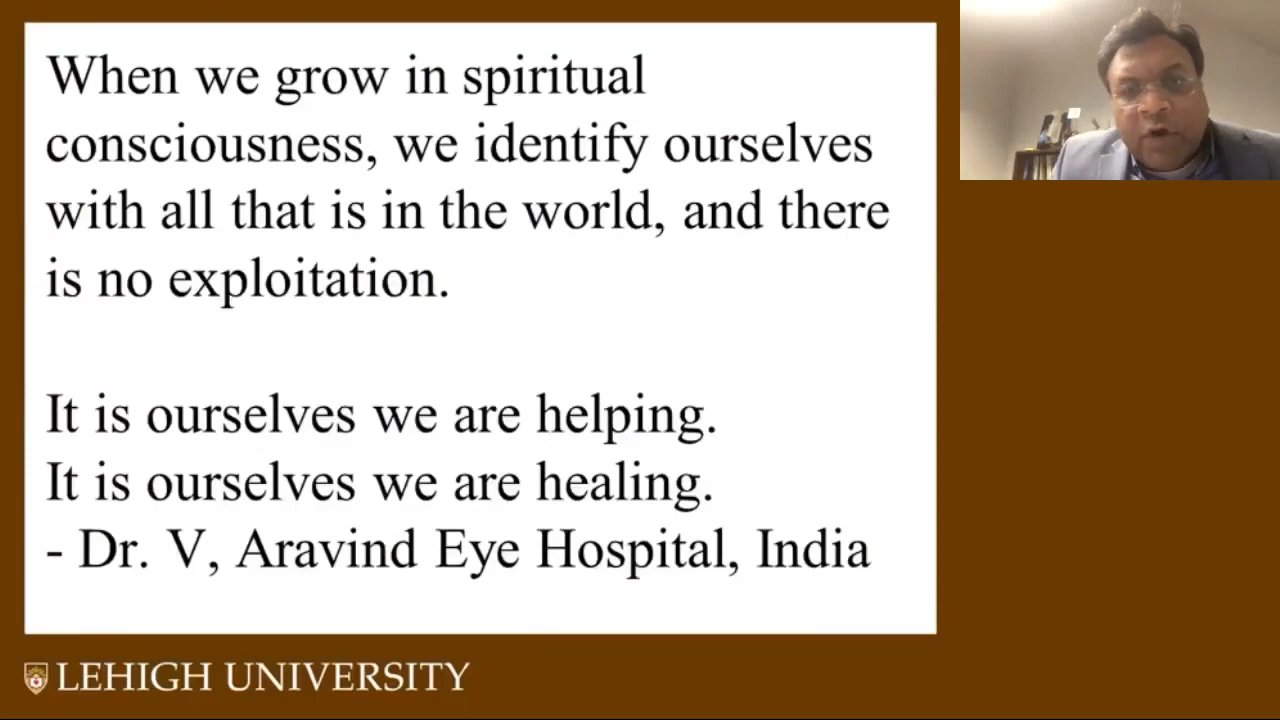 When we grow in spiritual
consciousness, we identify ourselves
with all that is in the world, and there
is no exploitation.
It is ourselves we are helping.
It is ourselves we are healing.
- Dr. V, Aravind Eye Hospital, India
LEHIGH UNIVERSITY